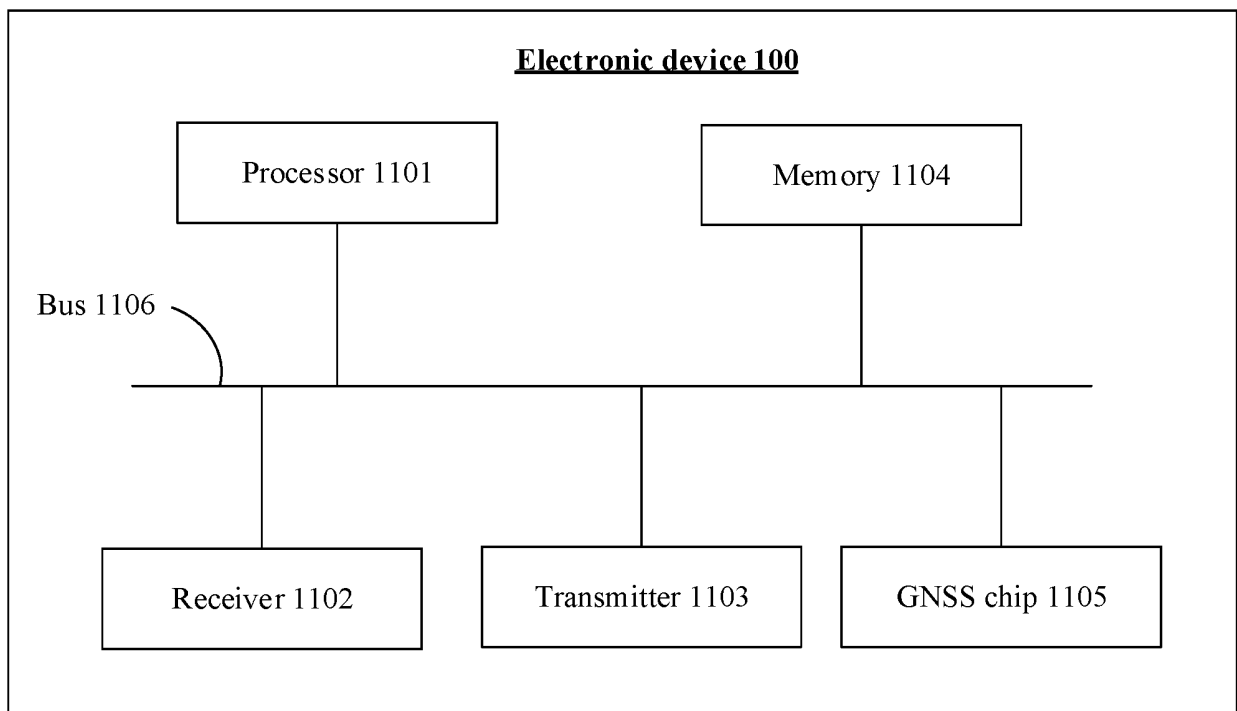 Electronic device 100
Processor 1101
Memory 1104
Bus 1106
Receiver 1102
Transmitter 1103
GNSS chip 1105